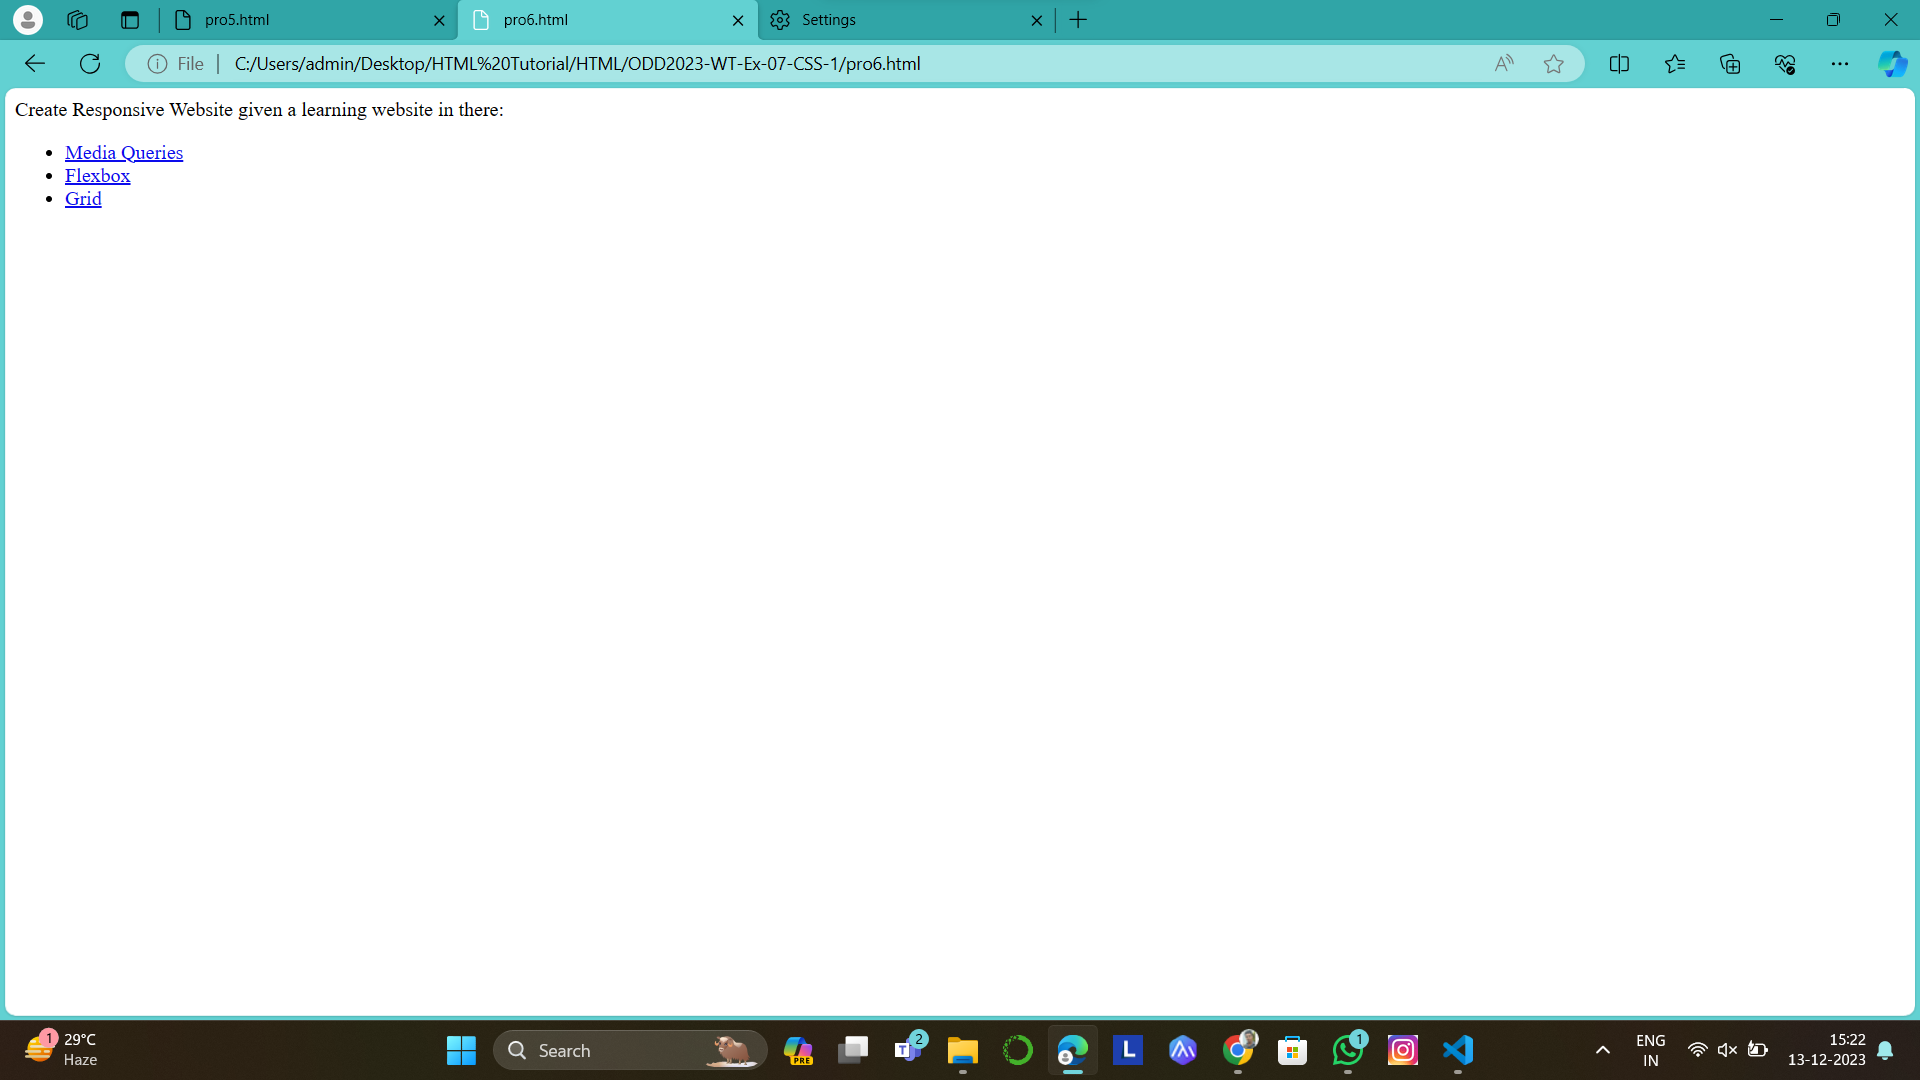 pro5.html
pro6.html
Settings
File
C:/Users/admin/Desktop/HTML%20Tutorial/HTML/ODD2023-WT-Ex-07-CSS-1/pro6.html
Create Responsive Website given a learning website in there:
Media Queries
Flexbox
Grid
1
29°C
Haze
Search
PRE
2
T
L
1
ENG
IN
15:22
13-12-2023